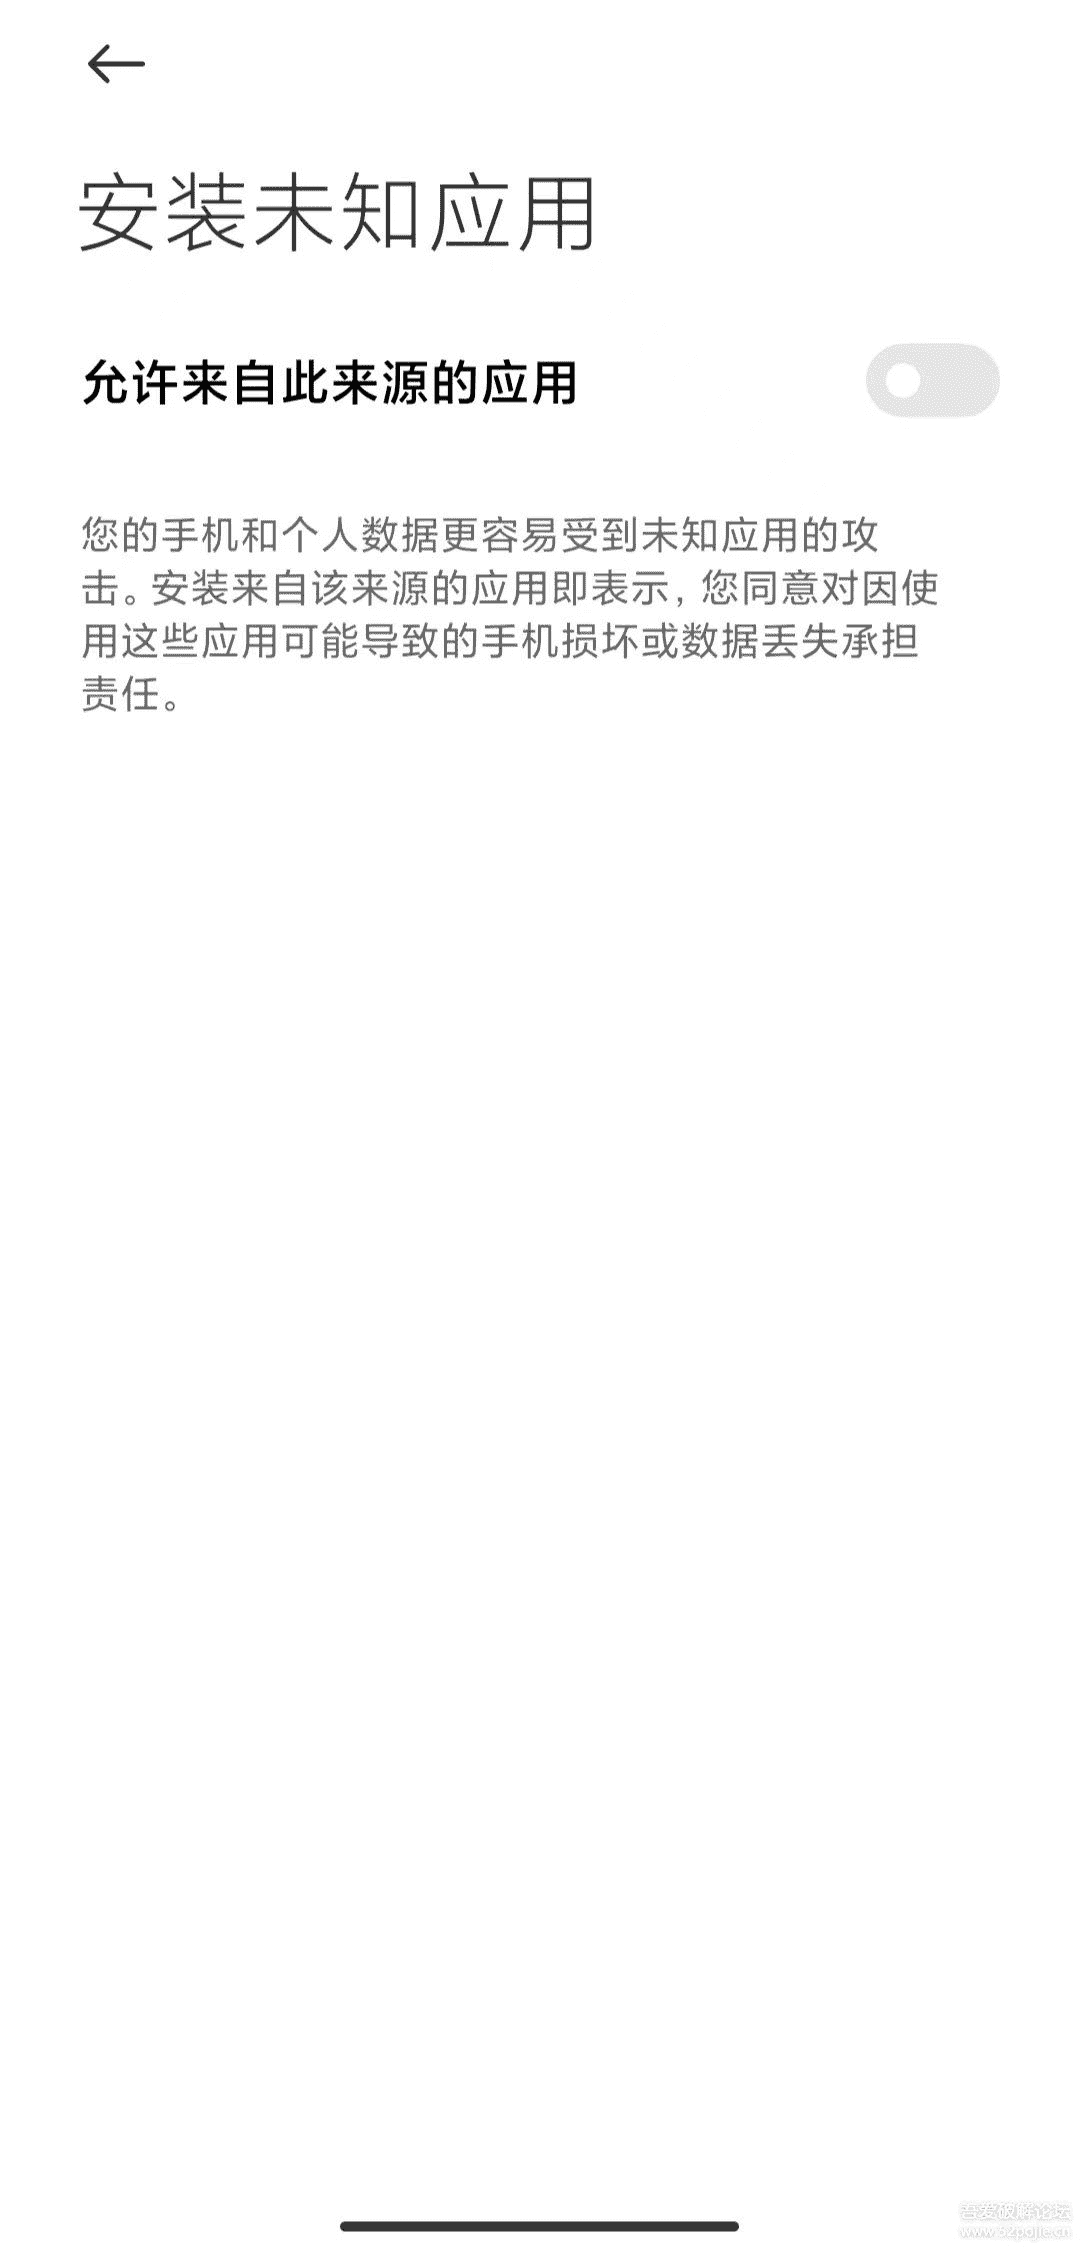 安装未知应用
允许来自此来源的应用
您的手机和个人数据更容易受到未知应用的攻
击。安装来自该来源的应用即表示，您同意对因使
用这些应用可能导致的手机损坏或数据丢失承担
责任。
吾爱破解论坛
www.52pojie.cn